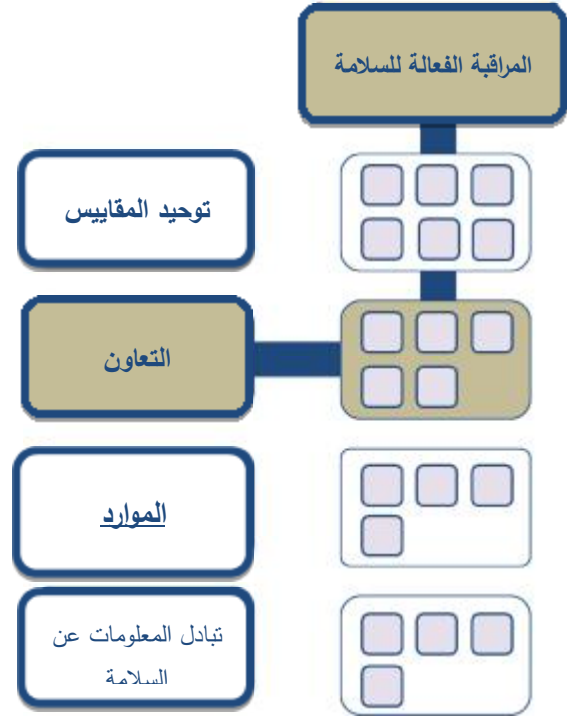 المراقبة الفعالة للسلامة
توحيد المقاييس
التعاون
الموارد
تبادل المعلومات عن
السلامة